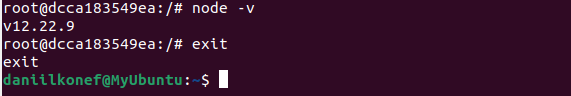 root@dcca183549ea:/# node -v
v12.22.9
root@dcca183549ea:/# exit
exit
daniilkonef@MyUbuntu:~$